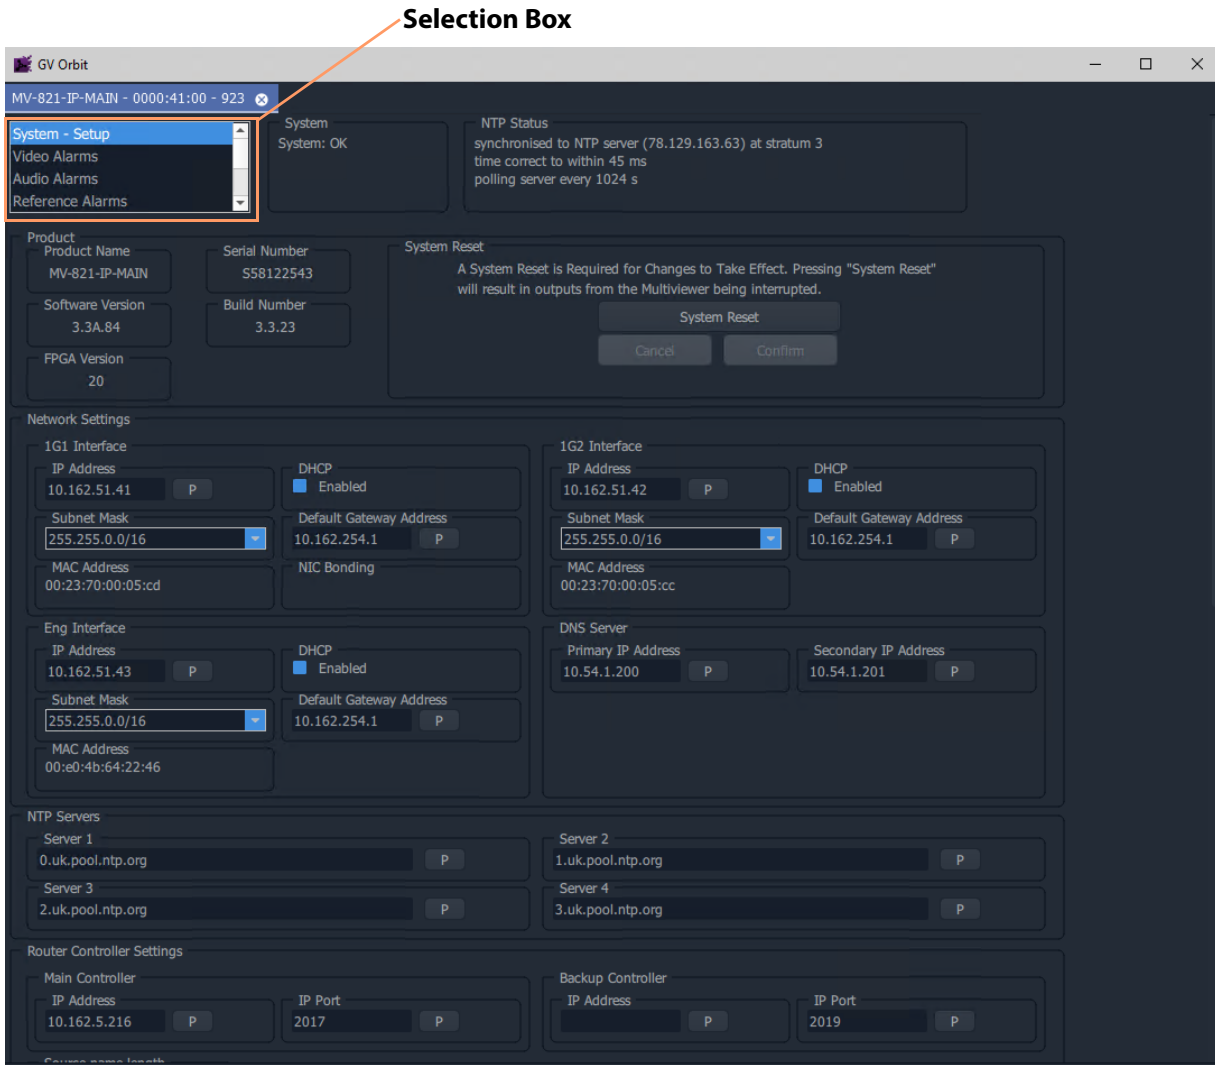 Selection Box
GV Orbit
MV-821-IP-MAIN - 0000:41:00 - 923
System - Setup
Video Alarms
Audio Alarms
Reference Alarms
System
System: OK
NTP Status
synchronised to NTP server (78.129.163.63) at stratum 3
time correct to within 45 ms
polling server every 1024 s
Product
Product Name
MV-821-IP-MAIN
Serial Number
S58122543
Software Version
3.3A.84
Build Number
3.3.23
FPGA Version
20
System Reset
A System Reset is Required for Changes to Take Effect. Pressing "System Reset"
will result in outputs from the Multiviewer being interrupted.
System Reset
Cancel
Confirm
Network Settings
1G1 Interface
IP Address
10.162.51.41
P
DHCP
Enabled
Subnet Mask
255.255.0.0/16
Default Gateway Address
10.162.254.1
P
MAC Address
00:23:70:00:05:cd
NIC Bonding
1G2 Interface
IP Address
10.162.51.42
P
DHCP
Enabled
Subnet Mask
255.255.0.0/16
Default Gateway Address
10.162.254.1
P
MAC Address
00:23:70:00:05:cc
Eng Interface
IP Address
10.162.51.43
P
DHCP
Enabled
Subnet Mask
255.255.0.0/16
Default Gateway Address
10.162.254.1
P
MAC Address
00:e0:4b:64:22:46
DNS Server
Primary IP Address
10.54.1.200
P
Secondary IP Address
10.54.1.201
P
NTP Servers
Server 1
0.uk.pool.ntp.org
P
Server 2
1.uk.pool.ntp.org
P
Server 3
2.uk.pool.ntp.org
P
Server 4
3.uk.pool.ntp.org
P
Router Controller Settings
Main Controller
IP Address
10.162.5.216
P
IP Port
2017
P
Backup Controller
IP Address
P
IP Port
2019
P
Source name length